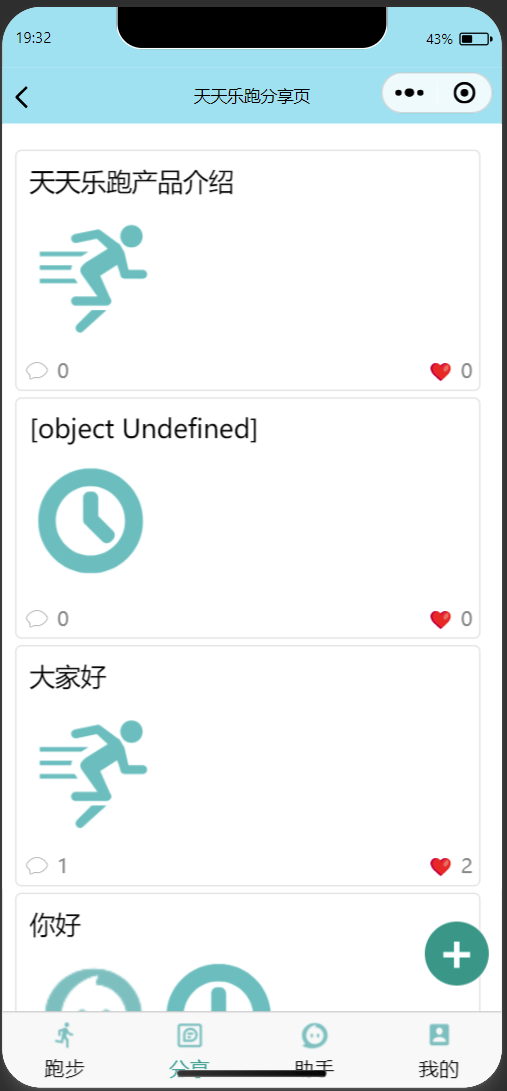 19:32
43%
天天乐跑分享页
天天乐跑产品介绍
0
0
[object Undefined]
0
0
大家好
1
2
你好
跑步
分享
助手
我的